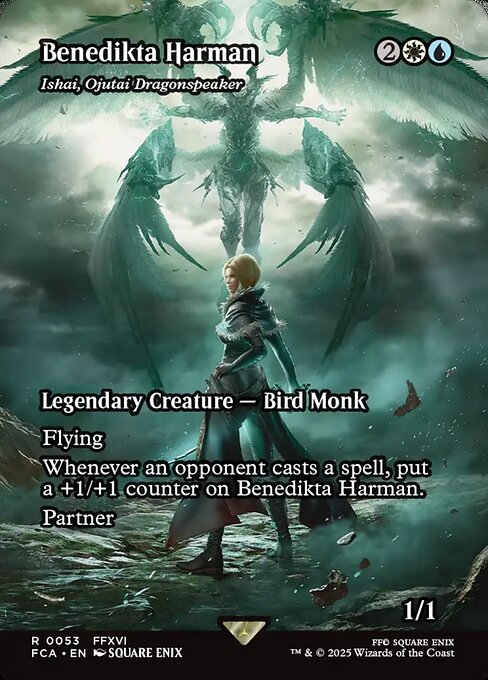 Benedikta Harman 2
Ishai, Ojutai Dragonspeaker
Legendary Creature — Bird Monk
Flying
Whenever an opponent casts a spell, put
a +1/+1 counter on Benedikta Harman.
Partner
1/1
R 0053 FFXVI
FCA • EN SQUARE ENIX
FF© SQUARE ENIX
™ & © 2025 Wizards of the Coast